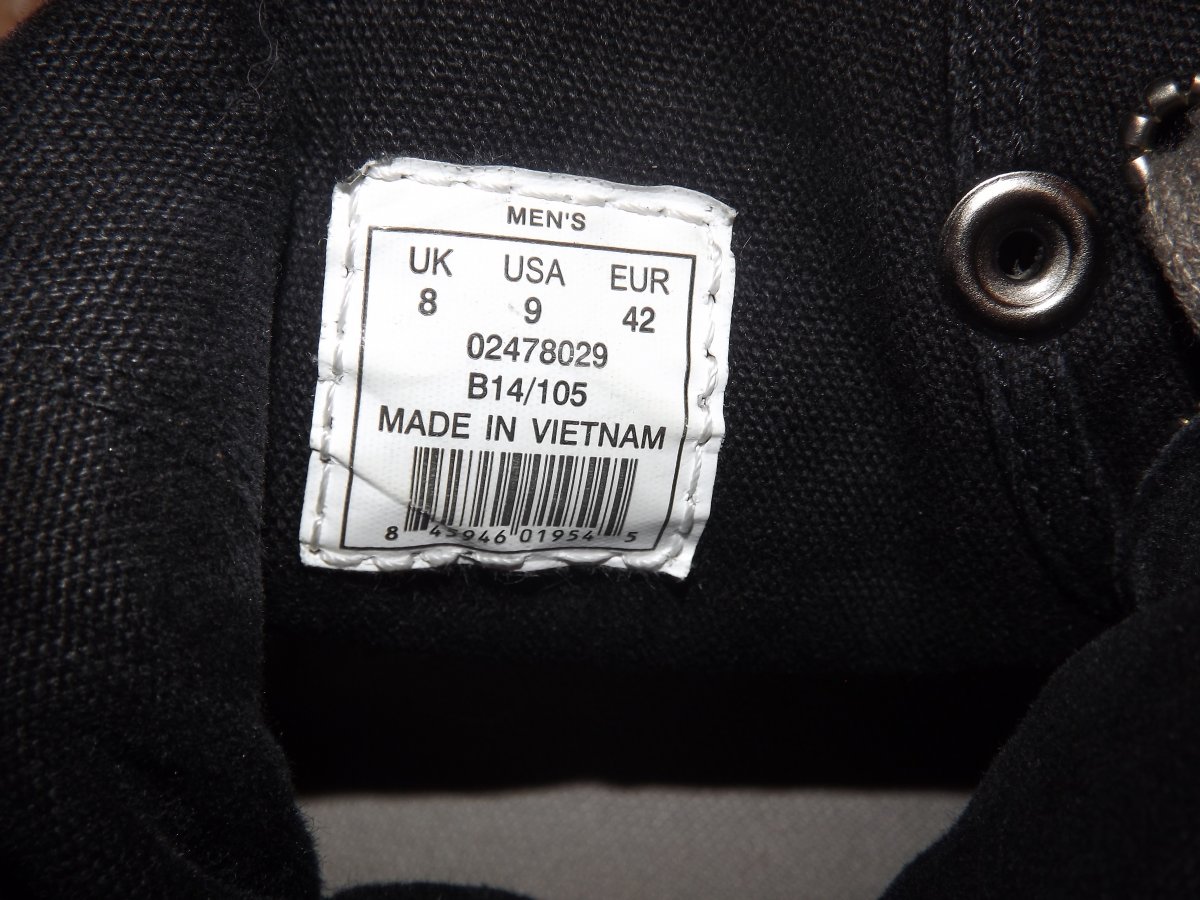 MEN'S
UK USA EUR
8 9 42
02478029
B14/105
MADE IN VIETNAM
8 45946 01954 5